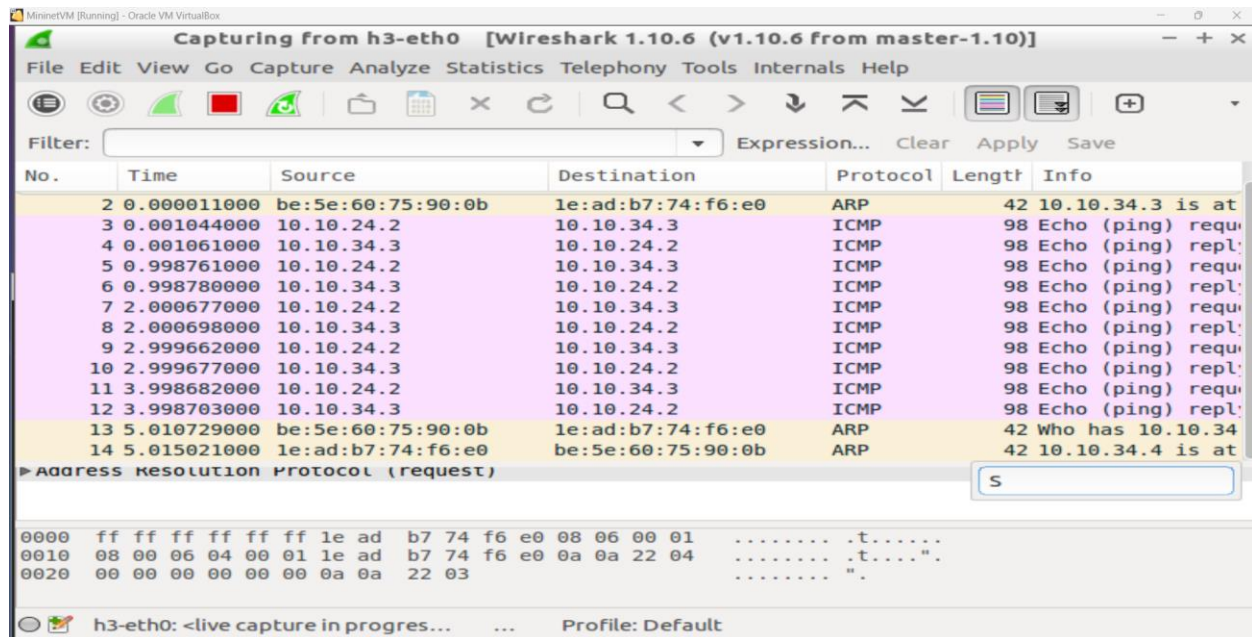 MininetVM [Running] - Oracle VM VirtualBox
Capturing from h3-eth0 [Wireshark 1.10.6 (v1.10.6 from master-1.10)]
File Edit View Go Capture Analyze Statistics Telephony Tools Internals Help
Filter: Expression... Clear Apply Save
No. Time Source Destination Protocol Lengtł Info
2 0.000011000 be:5e:60:75:90:0b 1e:ad:b7:74:f6:e0 ARP 42 10.10.34.3 is at
3 0.001044000 10.10.24.2 10.10.34.3 ICMP 98 Echo (ping) requ
4 0.001061000 10.10.34.3 10.10.24.2 ICMP 98 Echo (ping) repl
5 0.998761000 10.10.24.2 10.10.34.3 ICMP 98 Echo (ping) requ
6 0.998780000 10.10.34.3 10.10.24.2 ICMP 98 Echo (ping) repl
7 2.000677000 10.10.24.2 10.10.34.3 ICMP 98 Echo (ping) requ
8 2.000698000 10.10.34.3 10.10.24.2 ICMP 98 Echo (ping) repl
9 2.999662000 10.10.24.2 10.10.34.3 ICMP 98 Echo (ping) requ
10 2.999677000 10.10.34.3 10.10.24.2 ICMP 98 Echo (ping) repl
11 3.998682000 10.10.24.2 10.10.34.3 ICMP 98 Echo (ping) requ
12 3.998703000 10.10.34.3 10.10.24.2 ICMP 98 Echo (ping) repl
13 5.010729000 be:5e:60:75:90:0b 1e:ad:b7:74:f6:e0 ARP 42 Who has 10.10.34
14 5.015021000 1e:ad:b7:74:f6:e0 be:5e:60:75:90:0b ARP 42 10.10.34.4 is at
Address Resolution Protocol (request)
s
0000 ff ff ff ff ff ff 1e ad b7 74 f6 e0 08 06 00 01 ........ .t......
0010 08 00 06 04 00 01 1e ad b7 74 f6 e0 0a 0a 22 04 ........ .t....".
0020 00 00 00 00 00 00 0a 0a 22 03 ........ ".
h3-eth0: <live capture in progres... ... Profile: Default